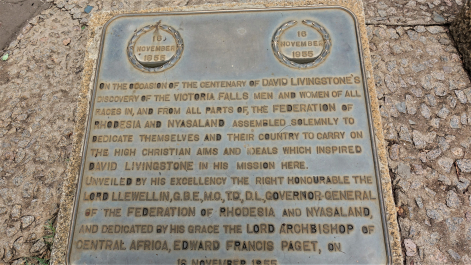 16
NOVEMBER
1855
16
NOVEMBER
1955
ON THE OCCASION OF THE CENTENARY OF DAVID LIVINGSTONE'S
DISCOVERY OF THE VICTORIA FALLS MEN AND WOMEN OF ALL
RACES IN, AND FROM ALL PARTS OF, THE FEDERATION OF
RHODESIA AND NYASALAND ASSEMBLED SOLEMNLY TO
DEDICATE THEMSELVES AND THEIR COUNTRY TO CARRY ON
THE HIGH CHRISTIAN AIMS AND IDEALS WHICH INSPIRED
DAVID LIVINGSTONE IN HIS MISSION HERE.
UNVEILED BY HIS EXCELLENCY THE RIGHT HONOURABLE THE
LORD LLEWELLIN, G.B.E., M.C., T.D., D.L., GOVERNOR-GENERAL
OF THE FEDERATION OF RHODESIA AND NYASALAND,
AND DEDICATED BY HIS GRACE THE LORD ARCHBISHOP OF
CENTRAL AFRICA, EDWARD FRANCIS PAGET, ON
16 NOVEMBER 1955